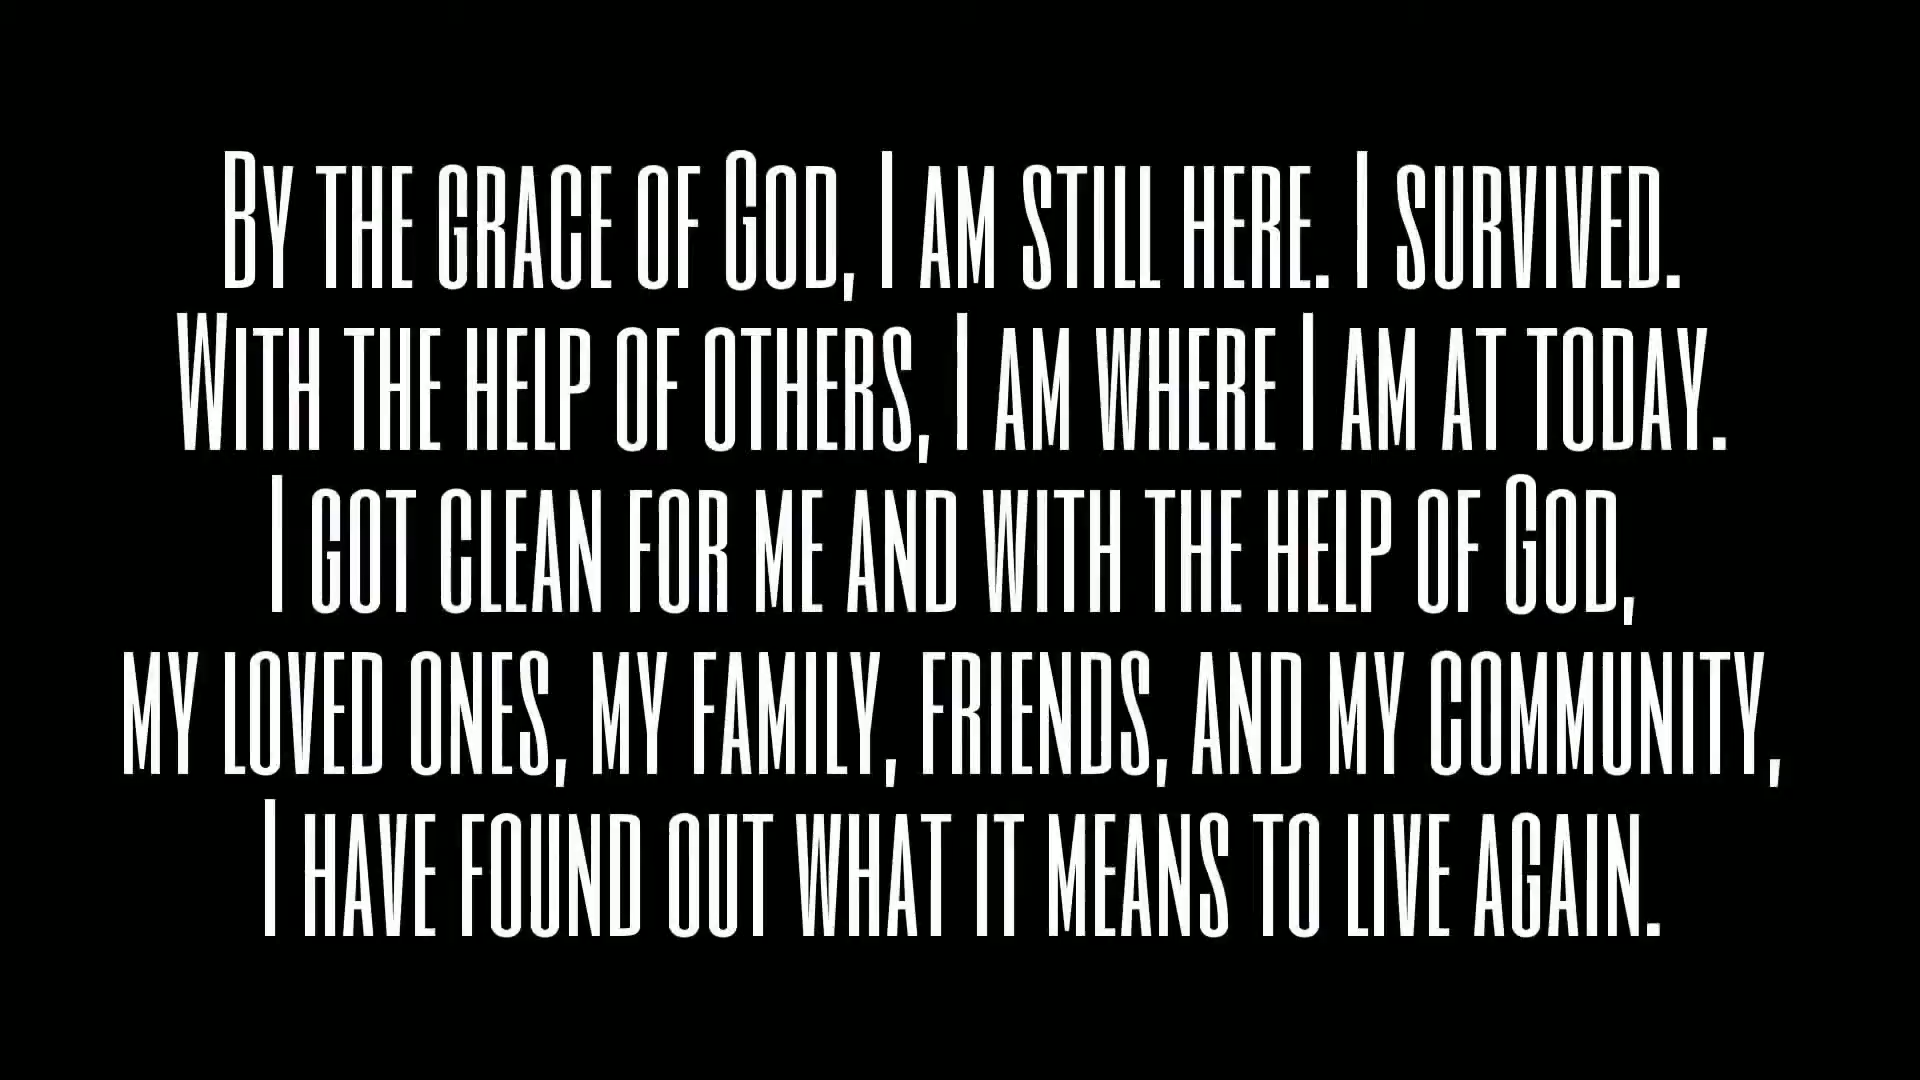 By the grace of God, I am still here. I survived.
With the help of others, I am where I am at today.
I got clean for me and with the help of God,
my loved ones, my family, friends, and my community,
I have found out what it means to live again.